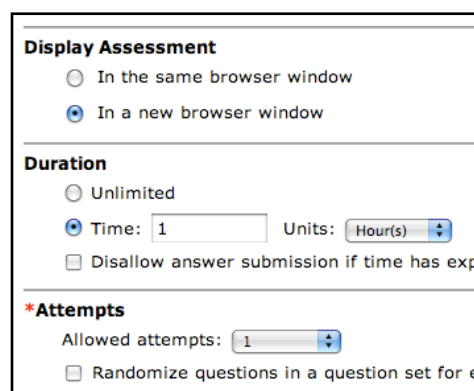 Display Assessment
In the same browser window
In a new browser window
Duration
Unlimited
Time: 1 Units: Hour(s)
Disallow answer submission if time has
*Attempts
Allowed attempts: 1
Randomize questions in a question set for